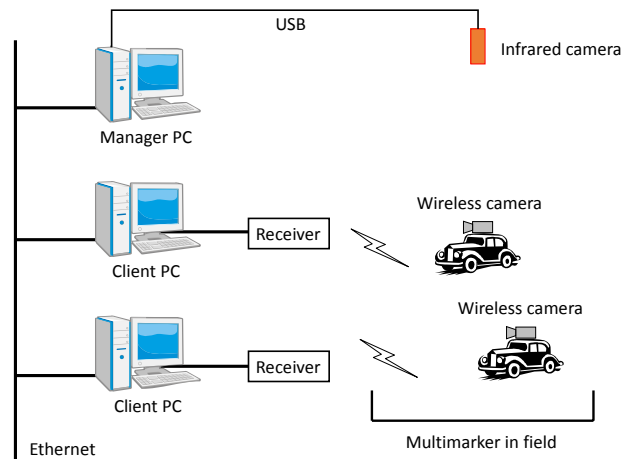 USB
Infrared camera
Manager PC
Wireless camera
Receiver
Client PC
Wireless camera
Receiver
Client PC
Multimarker in field
Ethernet